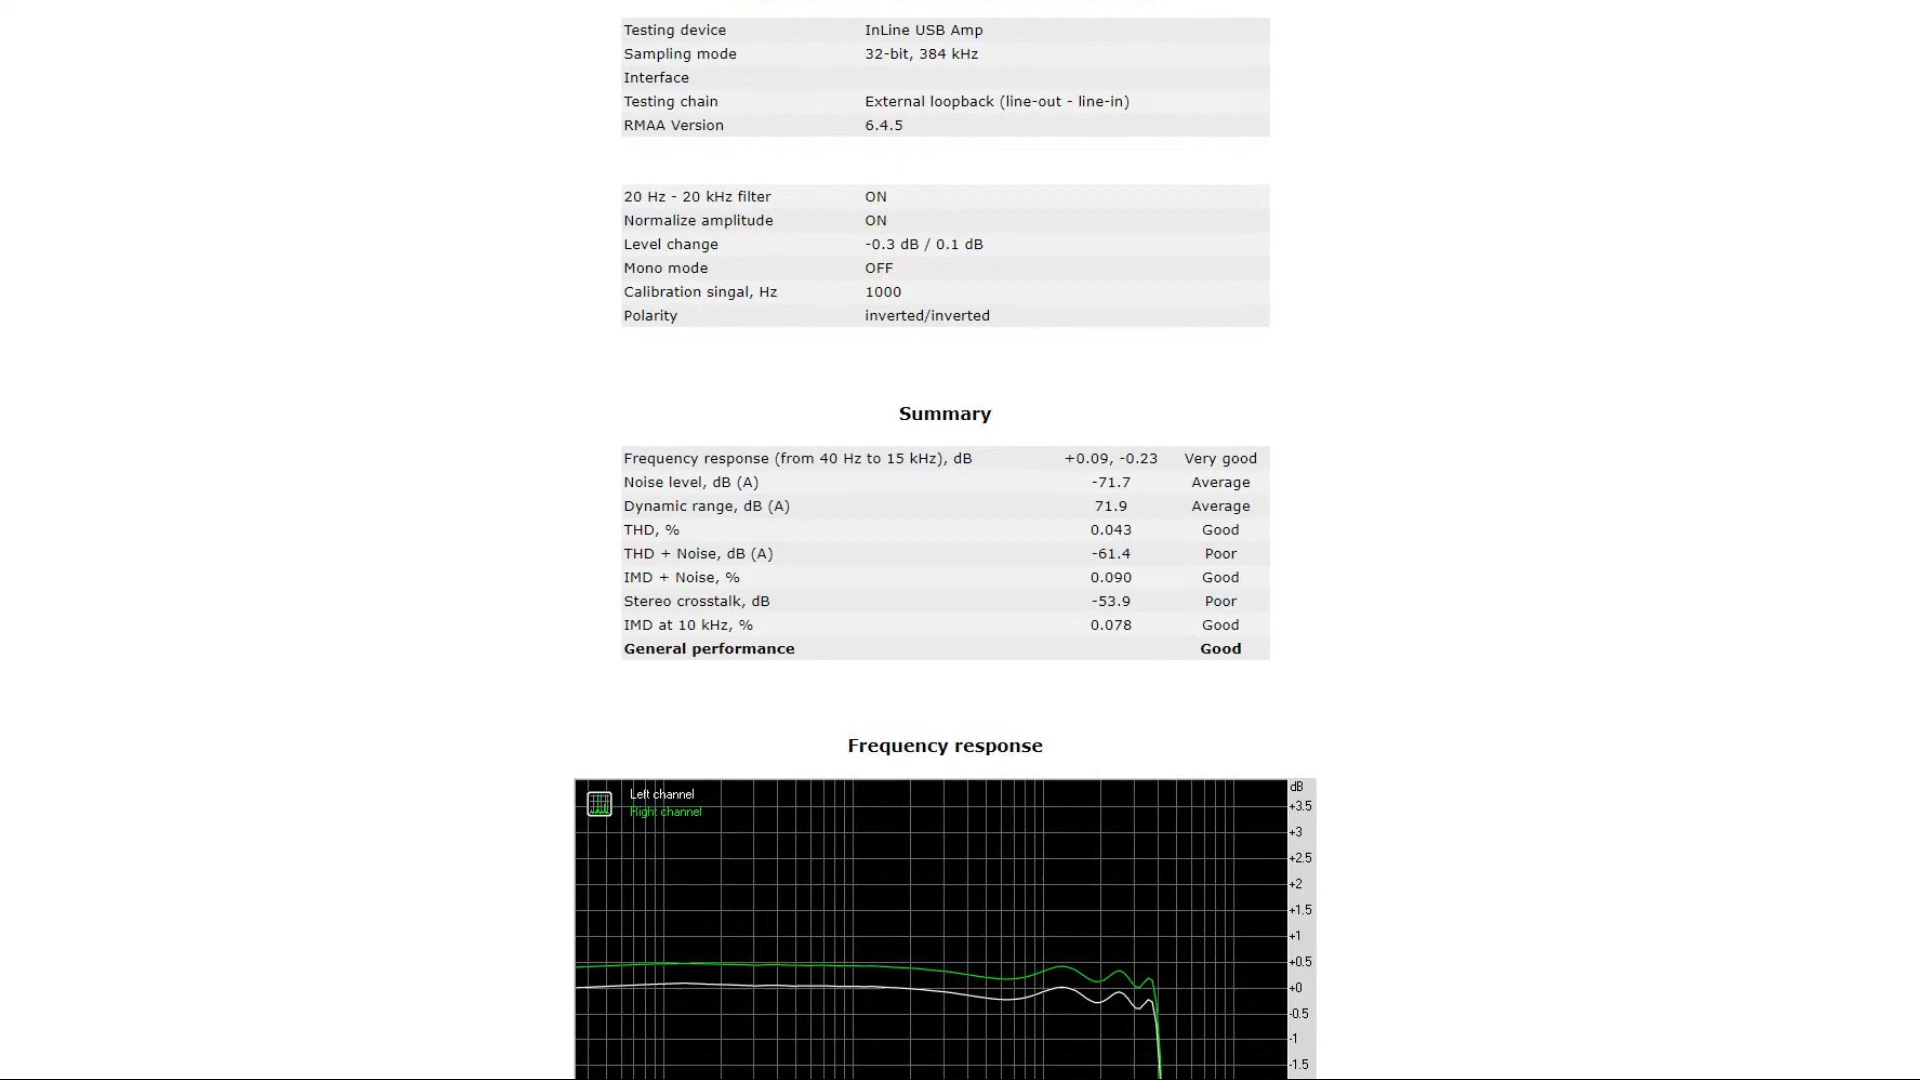 Testing device InLine USB Amp
Sampling mode 32-bit, 384 kHz
Interface
Testing chain External loopback (line-out - line-in)
RMAA Version 6.4.5
20 Hz - 20 kHz filter ON
Normalize amplitude ON
Level change -0.3 dB / 0.1 dB
Mono mode OFF
Calibration singal, Hz 1000
Polarity inverted/inverted
Summary
Frequency response (from 40 Hz to 15 kHz), dB +0.09, -0.23 Very good
Noise level, dB (A) -71.7 Average
Dynamic range, dB (A) 71.9 Average
THD, % 0.043 Good
THD + Noise, dB (A) -61.4 Poor
IMD + Noise, % 0.090 Good
Stereo crosstalk, dB -53.9 Poor
IMD at 10 kHz, % 0.078 Good
General performance Good
Frequency response
Left channel
Right channel
dB
+3.5
+3
+2.5
+2
+1.5
+1
+0.5
+0
-0.5
-1
-1.5